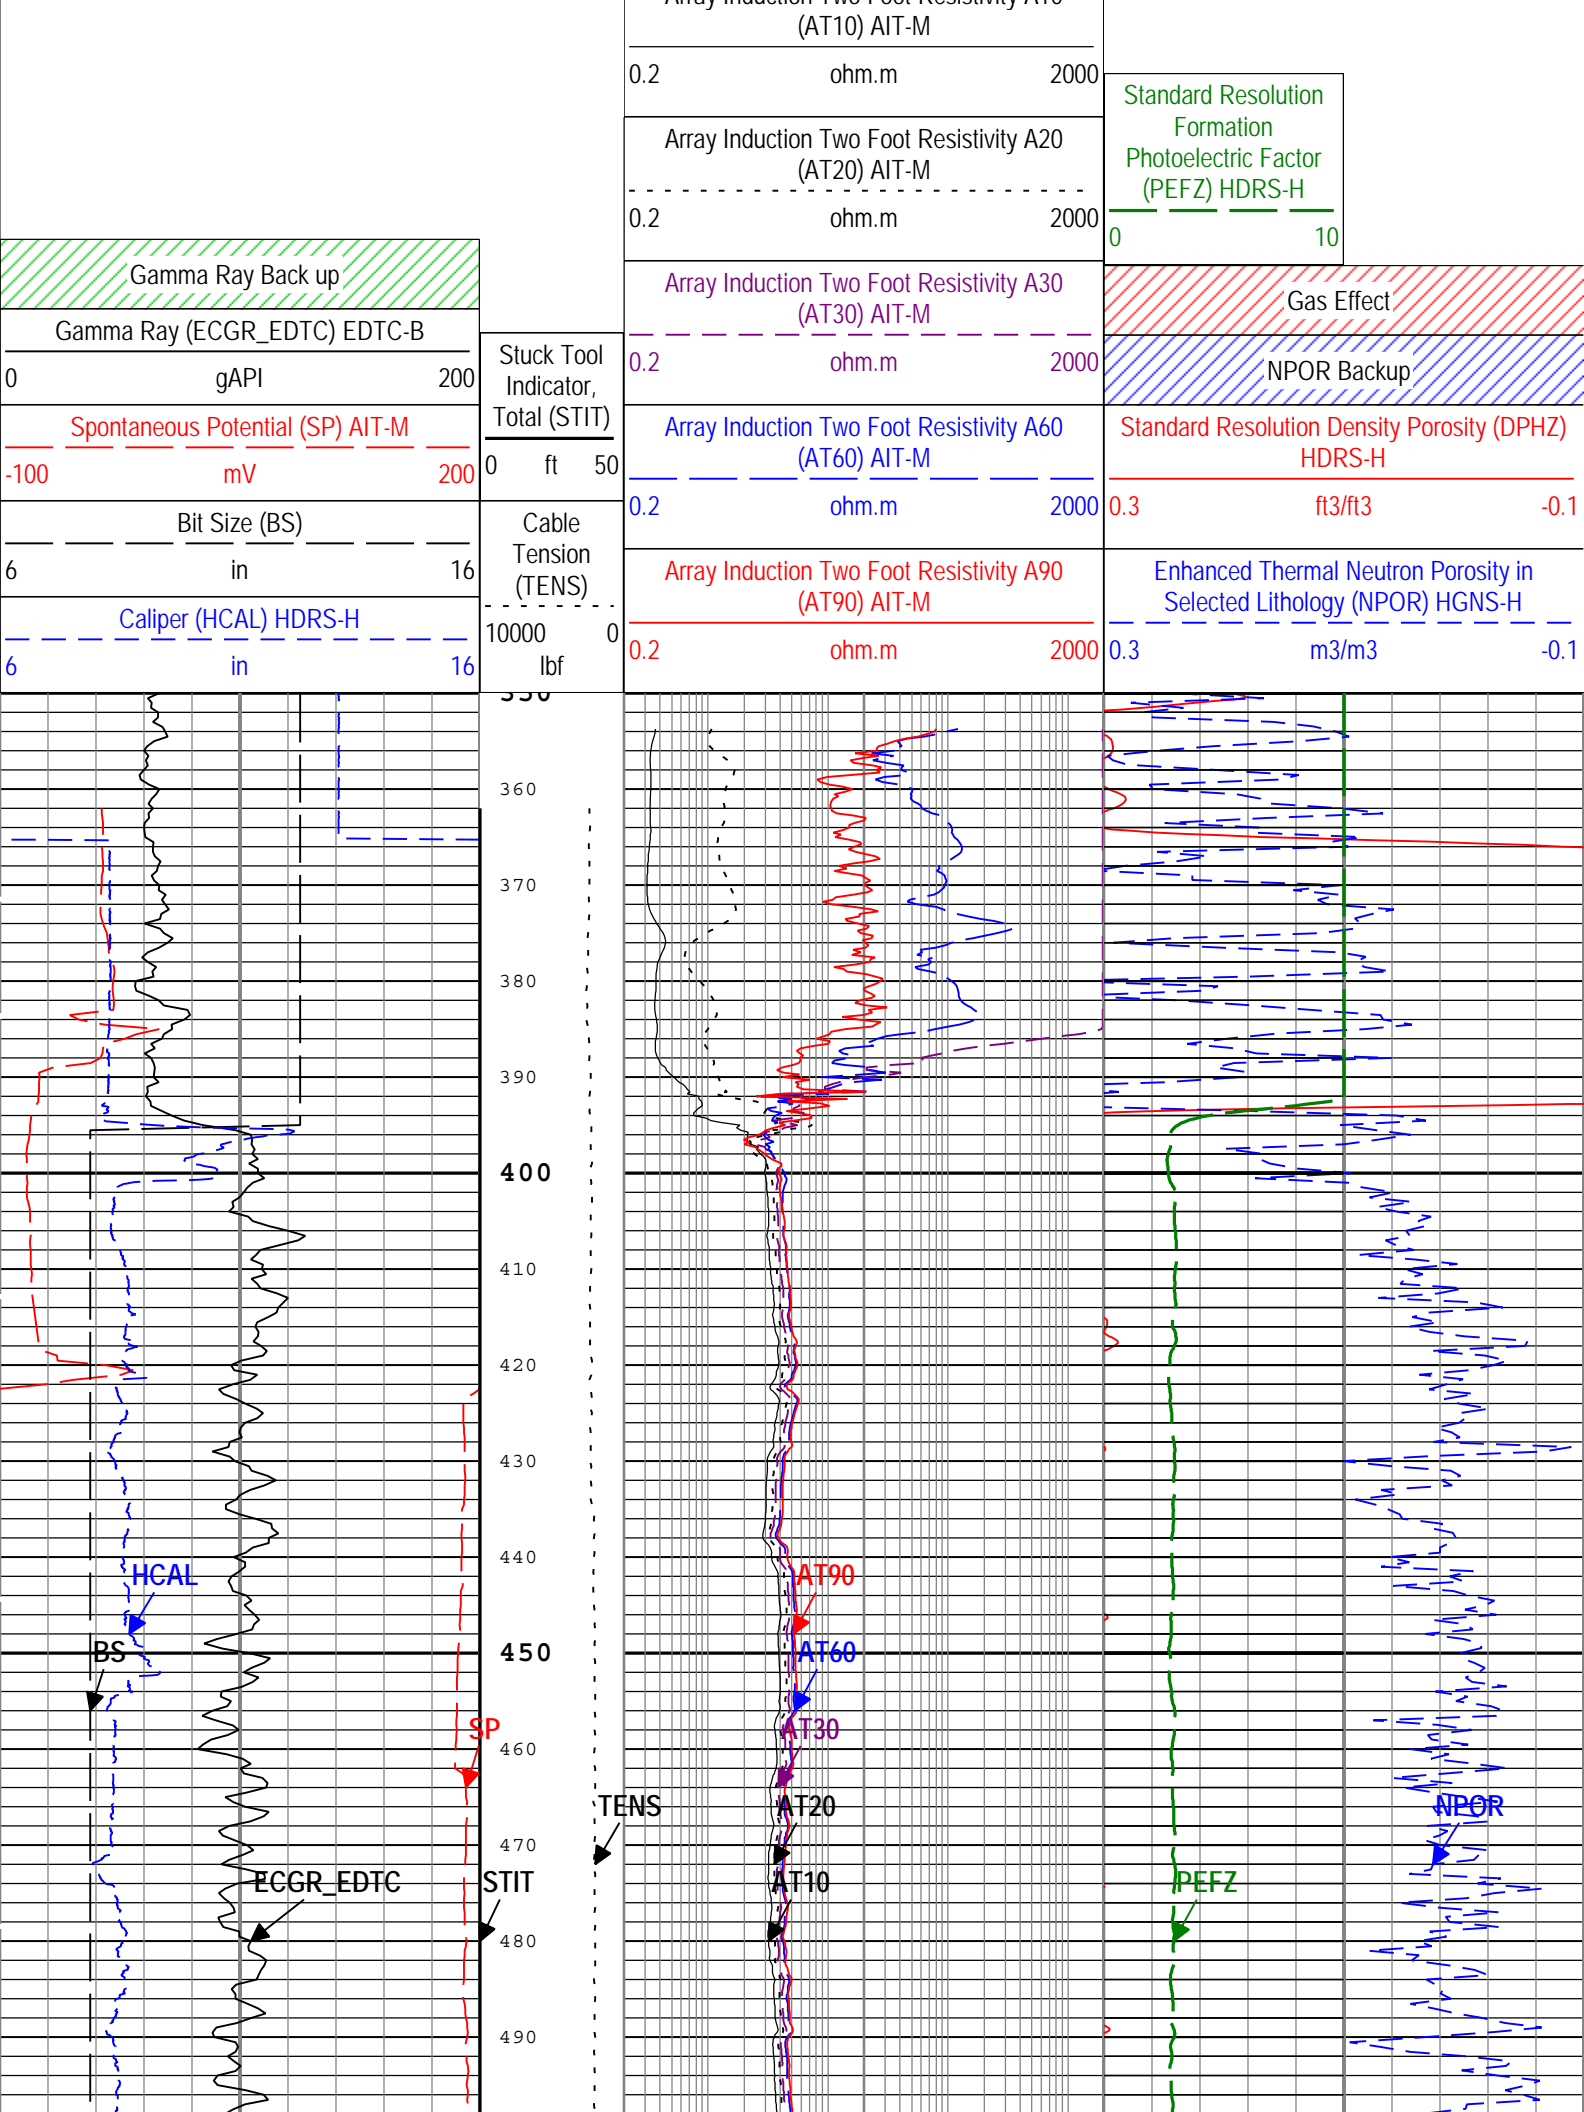 Array Induction Two Foot Resistivity A10
(AT10) AIT-M
0.2 ohm.m 2000
Array Induction Two Foot Resistivity A20
(AT20) AIT-M
0.2 ohm.m 2000
Array Induction Two Foot Resistivity A30
(AT30) AIT-M
0.2 ohm.m 2000
Array Induction Two Foot Resistivity A60
(AT60) AIT-M
0.2 ohm.m 2000
Array Induction Two Foot Resistivity A90
(AT90) AIT-M
0.2 ohm.m 2000
Standard Resolution
Formation
Photoelectric Factor
(PEFZ) HDRS-H
0 10
Gas Effect
NPOR Backup
Standard Resolution Density Porosity (DPHZ)
HDRS-H
0.3 ft3/ft3 -0.1
Enhanced Thermal Neutron Porosity in
Selected Lithology (NPOR) HGNS-H
0.3 m3/m3 -0.1
Gamma Ray Back up
Gamma Ray (ECGR_EDTC) EDTC-B
0 gAPI 200
Spontaneous Potential (SP) AIT-M
-100 mV 200
Bit Size (BS)
6 in 16
Caliper (HCAL) HDRS-H
6 in 16
Stuck Tool
Indicator,
Total (STIT)
0 ft 50
Cable
Tension
(TENS)
10000 0
lbf
350
360
370
380
390
400
410
420
430
440
HCAL AT90
BS 450 AT60
SP AT30
460
TENS AT20 NPOR
470
ECGR_EDTC STIT AT10 PEFZ
480
490